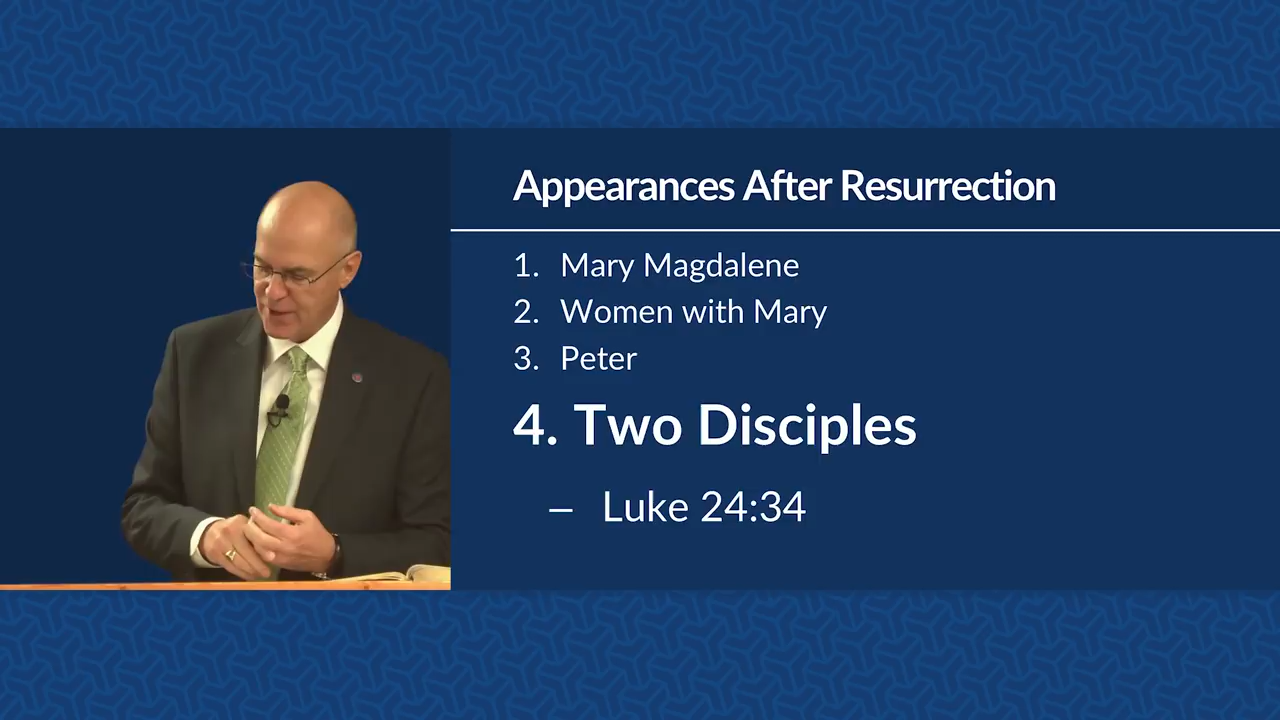 Appearances After Resurrection
1. Mary Magdalene
2. Women with Mary
3. Peter
4. Two Disciples
– Luke 24:34